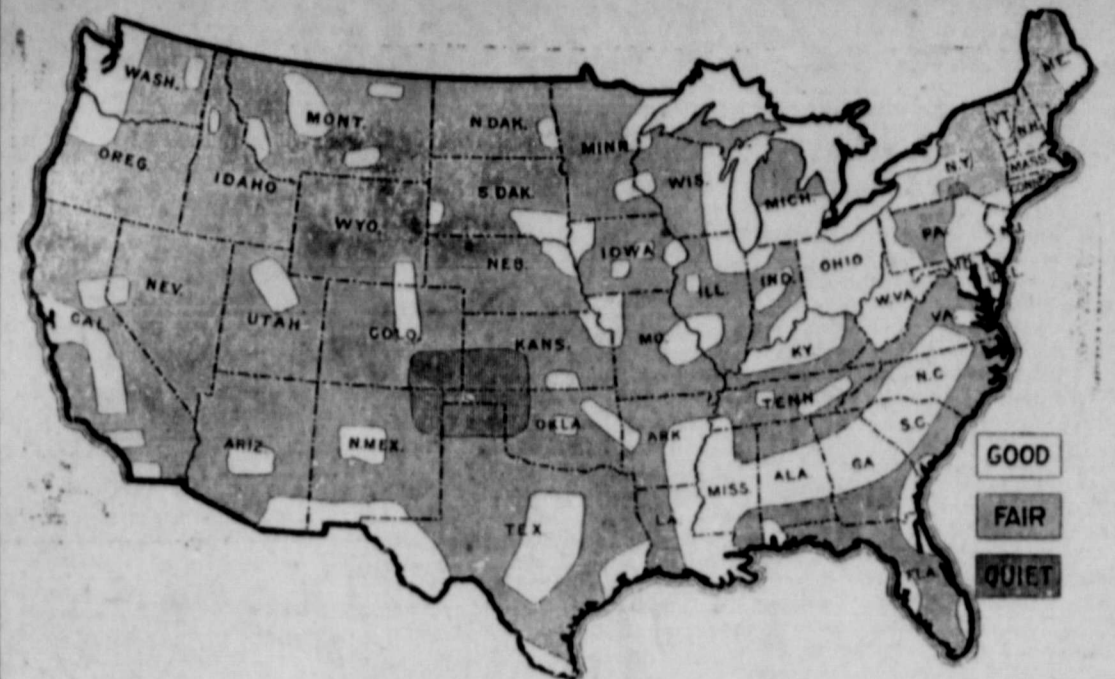 WASH.
MONT.
N.DAK.
MINN.
ME.
VT.
N.H.
OREG.
IDAHO
WYO.
S.DAK.
WIS.
MICH.
N.Y.
MASS.
CONN.
NEV.
UTAH
COLO.
NEB.
IOWA
ILL.
IND.
OHIO
PA.
N.J.
W.VA.
VA.
CAL.
KANS.
MO.
KY.
ARIZ.
N.MEX.
OKLA.
ARK.
TENN.
N.C.
S.C.
TEX.
LA.
MISS.
ALA.
GA.
FLA.
GOOD
FAIR
QUIET